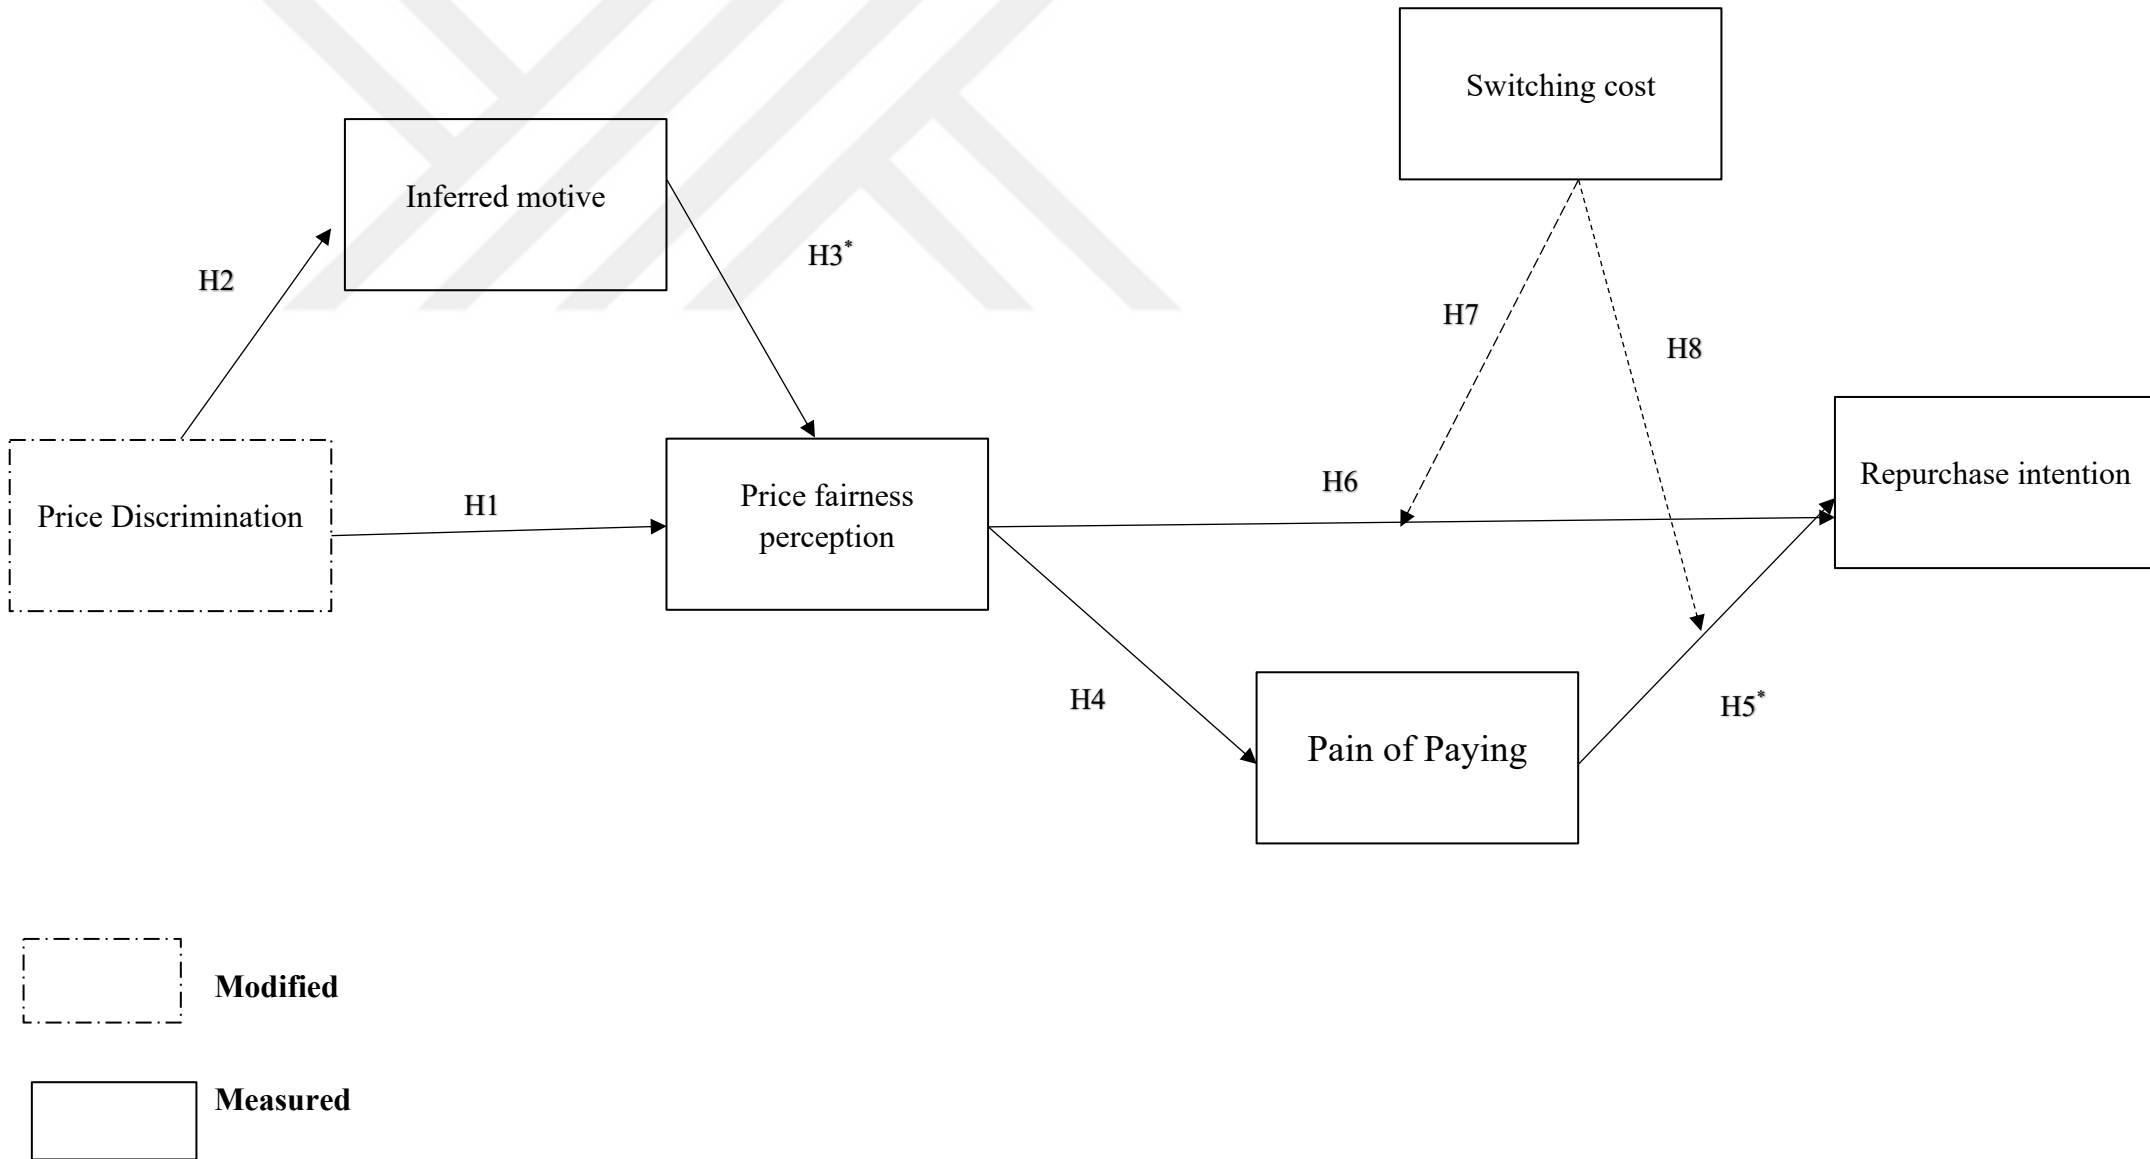 Switching cost
Inferred motive
H3*
H2
H7
H8
Price Discrimination
H1
Price fairness
perception
H6
Repurchase intention
H4
Pain of Paying
H5*
Modified
Measured